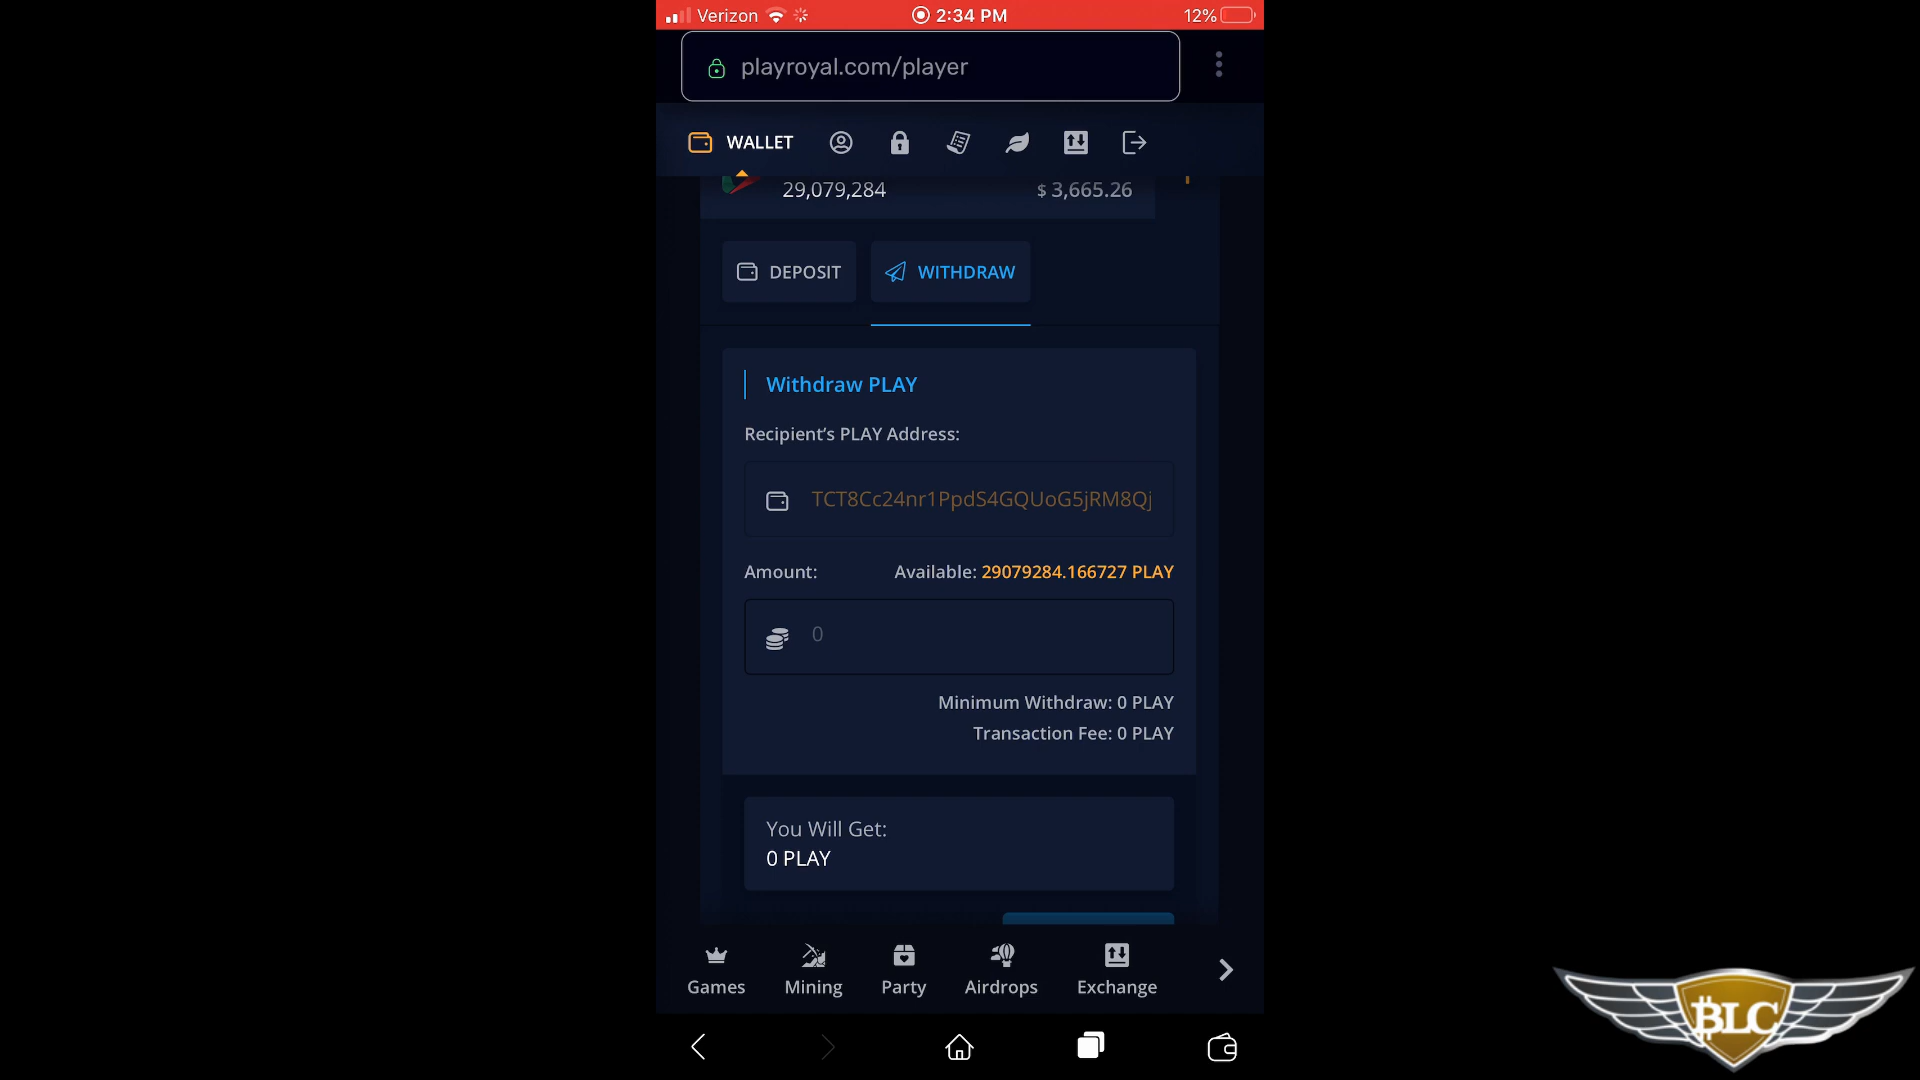 Verizon 2:34 PM 12%
playroyal.com/player
WALLET
29,079,284 $ 3,665.26
DEPOSIT WITHDRAW
Withdraw PLAY
Recipient's PLAY Address:
TCT8Cc24nr1PpdS4GQUoG5jRM8Qj
Amount: Available: 29079284.166727 PLAY
0
Minimum Withdraw: 0 PLAY
Transaction Fee: 0 PLAY
You Will Get:
0 PLAY
Games Mining Party Airdrops Exchange
BLC